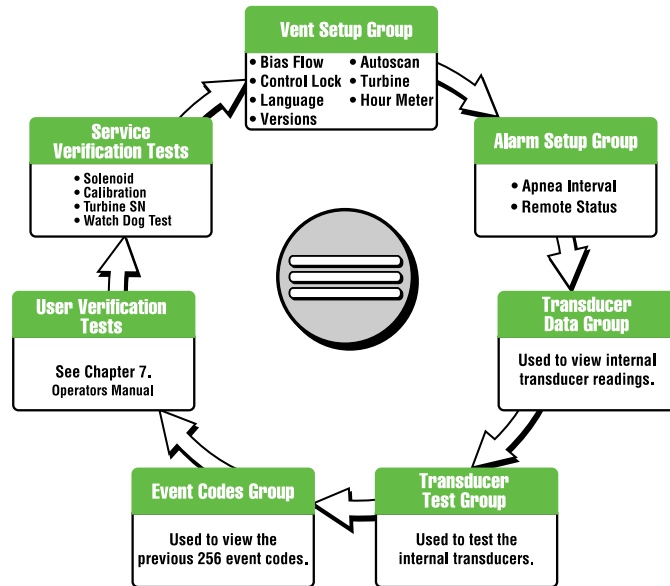 Vent Setup Group
• Bias Flow
• Control Lock
• Language
• Versions
• Autoscan
• Turbine
• Hour Meter
Alarm Setup Group
• Apnea Interval
• Remote Status
Transducer
Data Group
Used to view internal
transducer readings.
Transducer
Test Group
Used to test the
internal transducers.
Event Codes Group
Used to view the
previous 256 event codes.
User Verification
Tests
See Chapter 7.
Operators Manual
Service
Verification Tests
• Solenoid
• Calibration
• Turbine SN
• Watch Dog Test